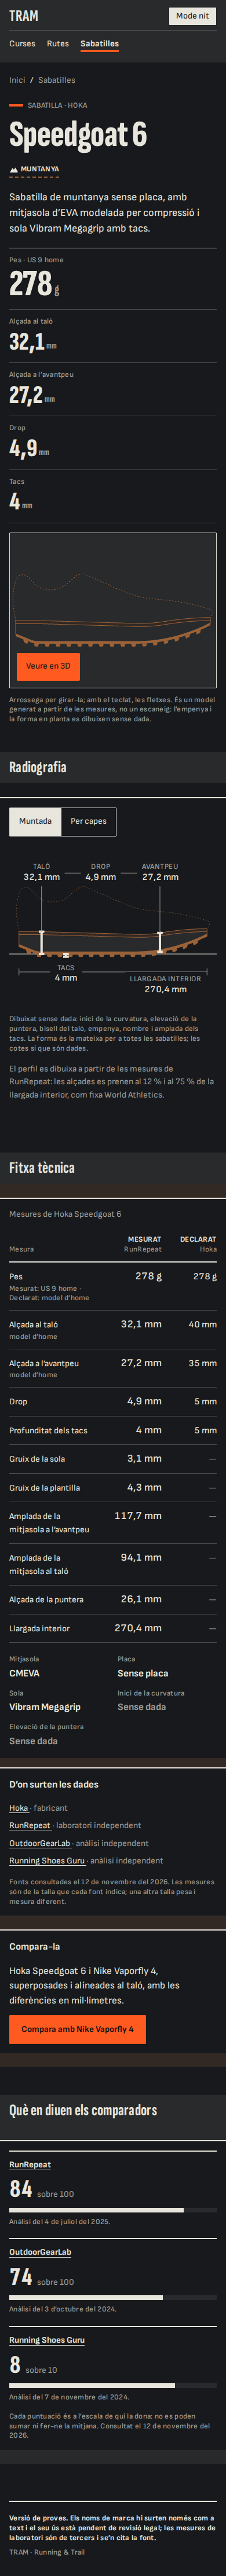 TRAM
Mode nit
Curses Rutes Sabatilles
Inici / Sabatilles
SABATILLA · HOKA
Speedgoat 6
MUNTANYA
Sabatilla de muntanya sense placa, amb
mitjasola d’EVA modelada per compressió i
sola Vibram Megagrip amb tacs.
Pes · US 9 home
278 g
Alçada al taló
32,1 mm
Alçada a l’avantpeu
27,2 mm
Drop
4,9 mm
Tacs
4 mm
Veure en 3D
Arrossega per girar-la; amb el teclat, les fletxes. És un model
generat a partir de les mesures, no un escaneig: l’empenya i
la forma en planta es dibuixen sense dada.
Radiografia
Muntada Per capes
TALÓ DROP AVANTPEU
32,1 mm 4,9 mm 27,2 mm
TACS
4 mm
LLARGADA INTERIOR
270,4 mm
Dibuixat sense dada: inici de la curvatura, elevació de la
puntera, bisell del taló, empenya, nombre i amplada dels
tacs. La forma és la mateixa per a totes les sabatilles; les
cotes sí que són dades.
El perfil es dibuixa a partir de les mesures de
RunRepeat: les alçades es prenen al 12 % i al 75 % de la
llargada interior, com fixa World Athletics.
Fitxa tècnica
Mesures de Hoka Speedgoat 6
MESURAT DECLARAT
Mesura RunRepeat Hoka
Pes 278 g 278 g
Mesurat: US 9 home ·
Declarat: model d’home
Alçada al taló 32,1 mm 40 mm
model d’home
Alçada a l’avantpeu 27,2 mm 35 mm
model d’home
Drop 4,9 mm 5 mm
Profunditat dels tacs 4 mm 5 mm
Gruix de la sola 3,1 mm —
Gruix de la plantilla 4,3 mm —
Amplada de la 117,7 mm —
mitjasola a l’avantpeu
Amplada de la 94,1 mm —
mitjasola al taló
Alçada de la puntera 26,1 mm —
Llargada interior 270,4 mm —
Mitjasola Placa
CMEVA Sense placa
Sola Inici de la curvatura
Vibram Megagrip Sense dada
Elevació de la puntera
Sense dada
D’on surten les dades
Hoka · fabricant
RunRepeat · laboratori independent
OutdoorGearLab · anàlisi independent
Running Shoes Guru · anàlisi independent
Fonts consultades el 12 de novembre del 2026. Les mesures
són de la talla que cada font indica; una altra talla pesa i
mesura diferent.
Compara-la
Hoka Speedgoat 6 i Nike Vaporfly 4,
superposades i alineades al taló, amb les
diferències en mil·límetres.
Compara amb Nike Vaporfly 4
Què en diuen els comparadors
RunRepeat
84 sobre 100
Anàlisi del 4 de juliol del 2025.
OutdoorGearLab
74 sobre 100
Anàlisi del 3 d’octubre del 2024.
Running Shoes Guru
8 sobre 10
Anàlisi del 7 de novembre del 2024.
Cada puntuació és a l’escala de qui la dona: no es poden
sumar ni fer-ne la mitjana. Consultat el 12 de novembre del
2026.
Versió de proves. Els noms de marca hi surten només com a
text i el seu ús està pendent de revisió legal; les mesures de
laboratori són de tercers i se’n cita la font.
TRAM · Running & Trail